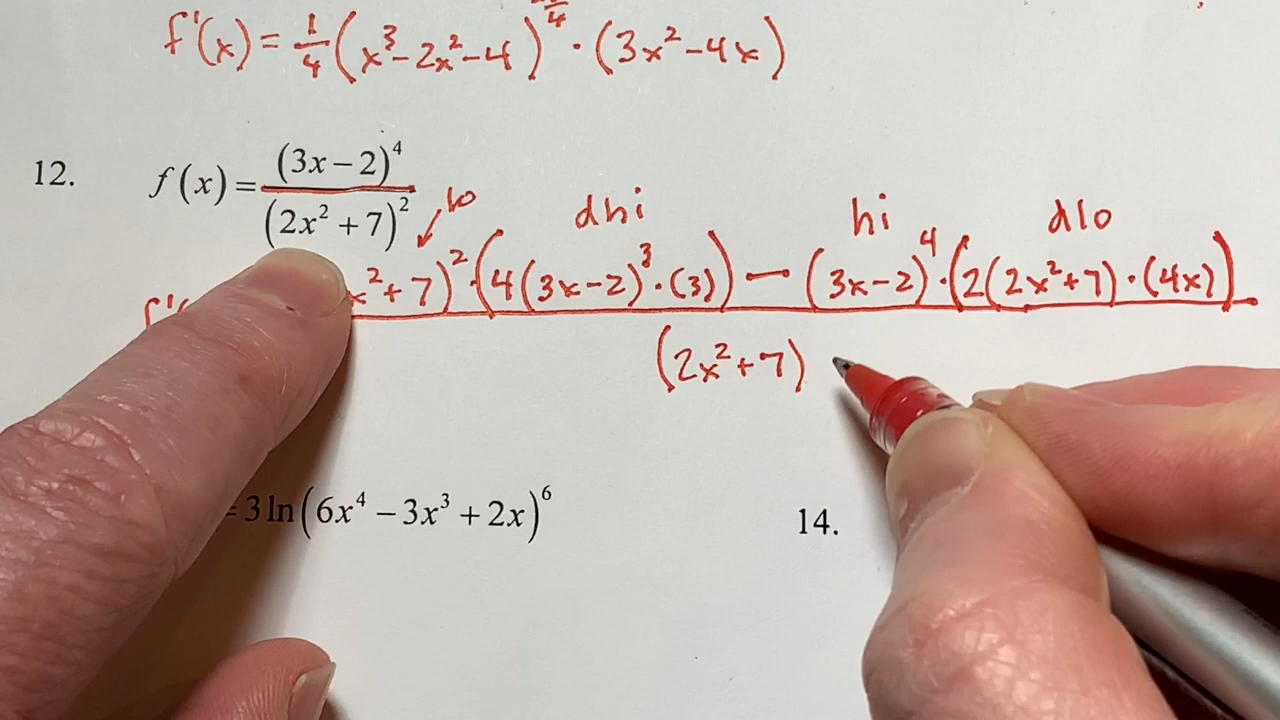 f'(x) = 1/4 (x³ - 2x² - 4) · (3x² - 4x)
12. f(x) = (3x − 2)⁴ / (2x² + 7)²
lo dhi hi dlo
x² + 7)² · (4(3x - 2)³ · (3)) — (3x - 2)⁴ · (2(2x² + 7) · (4x))
(2x² + 7)
= 3 ln(6x⁴ − 3x³ + 2x)⁶
14.